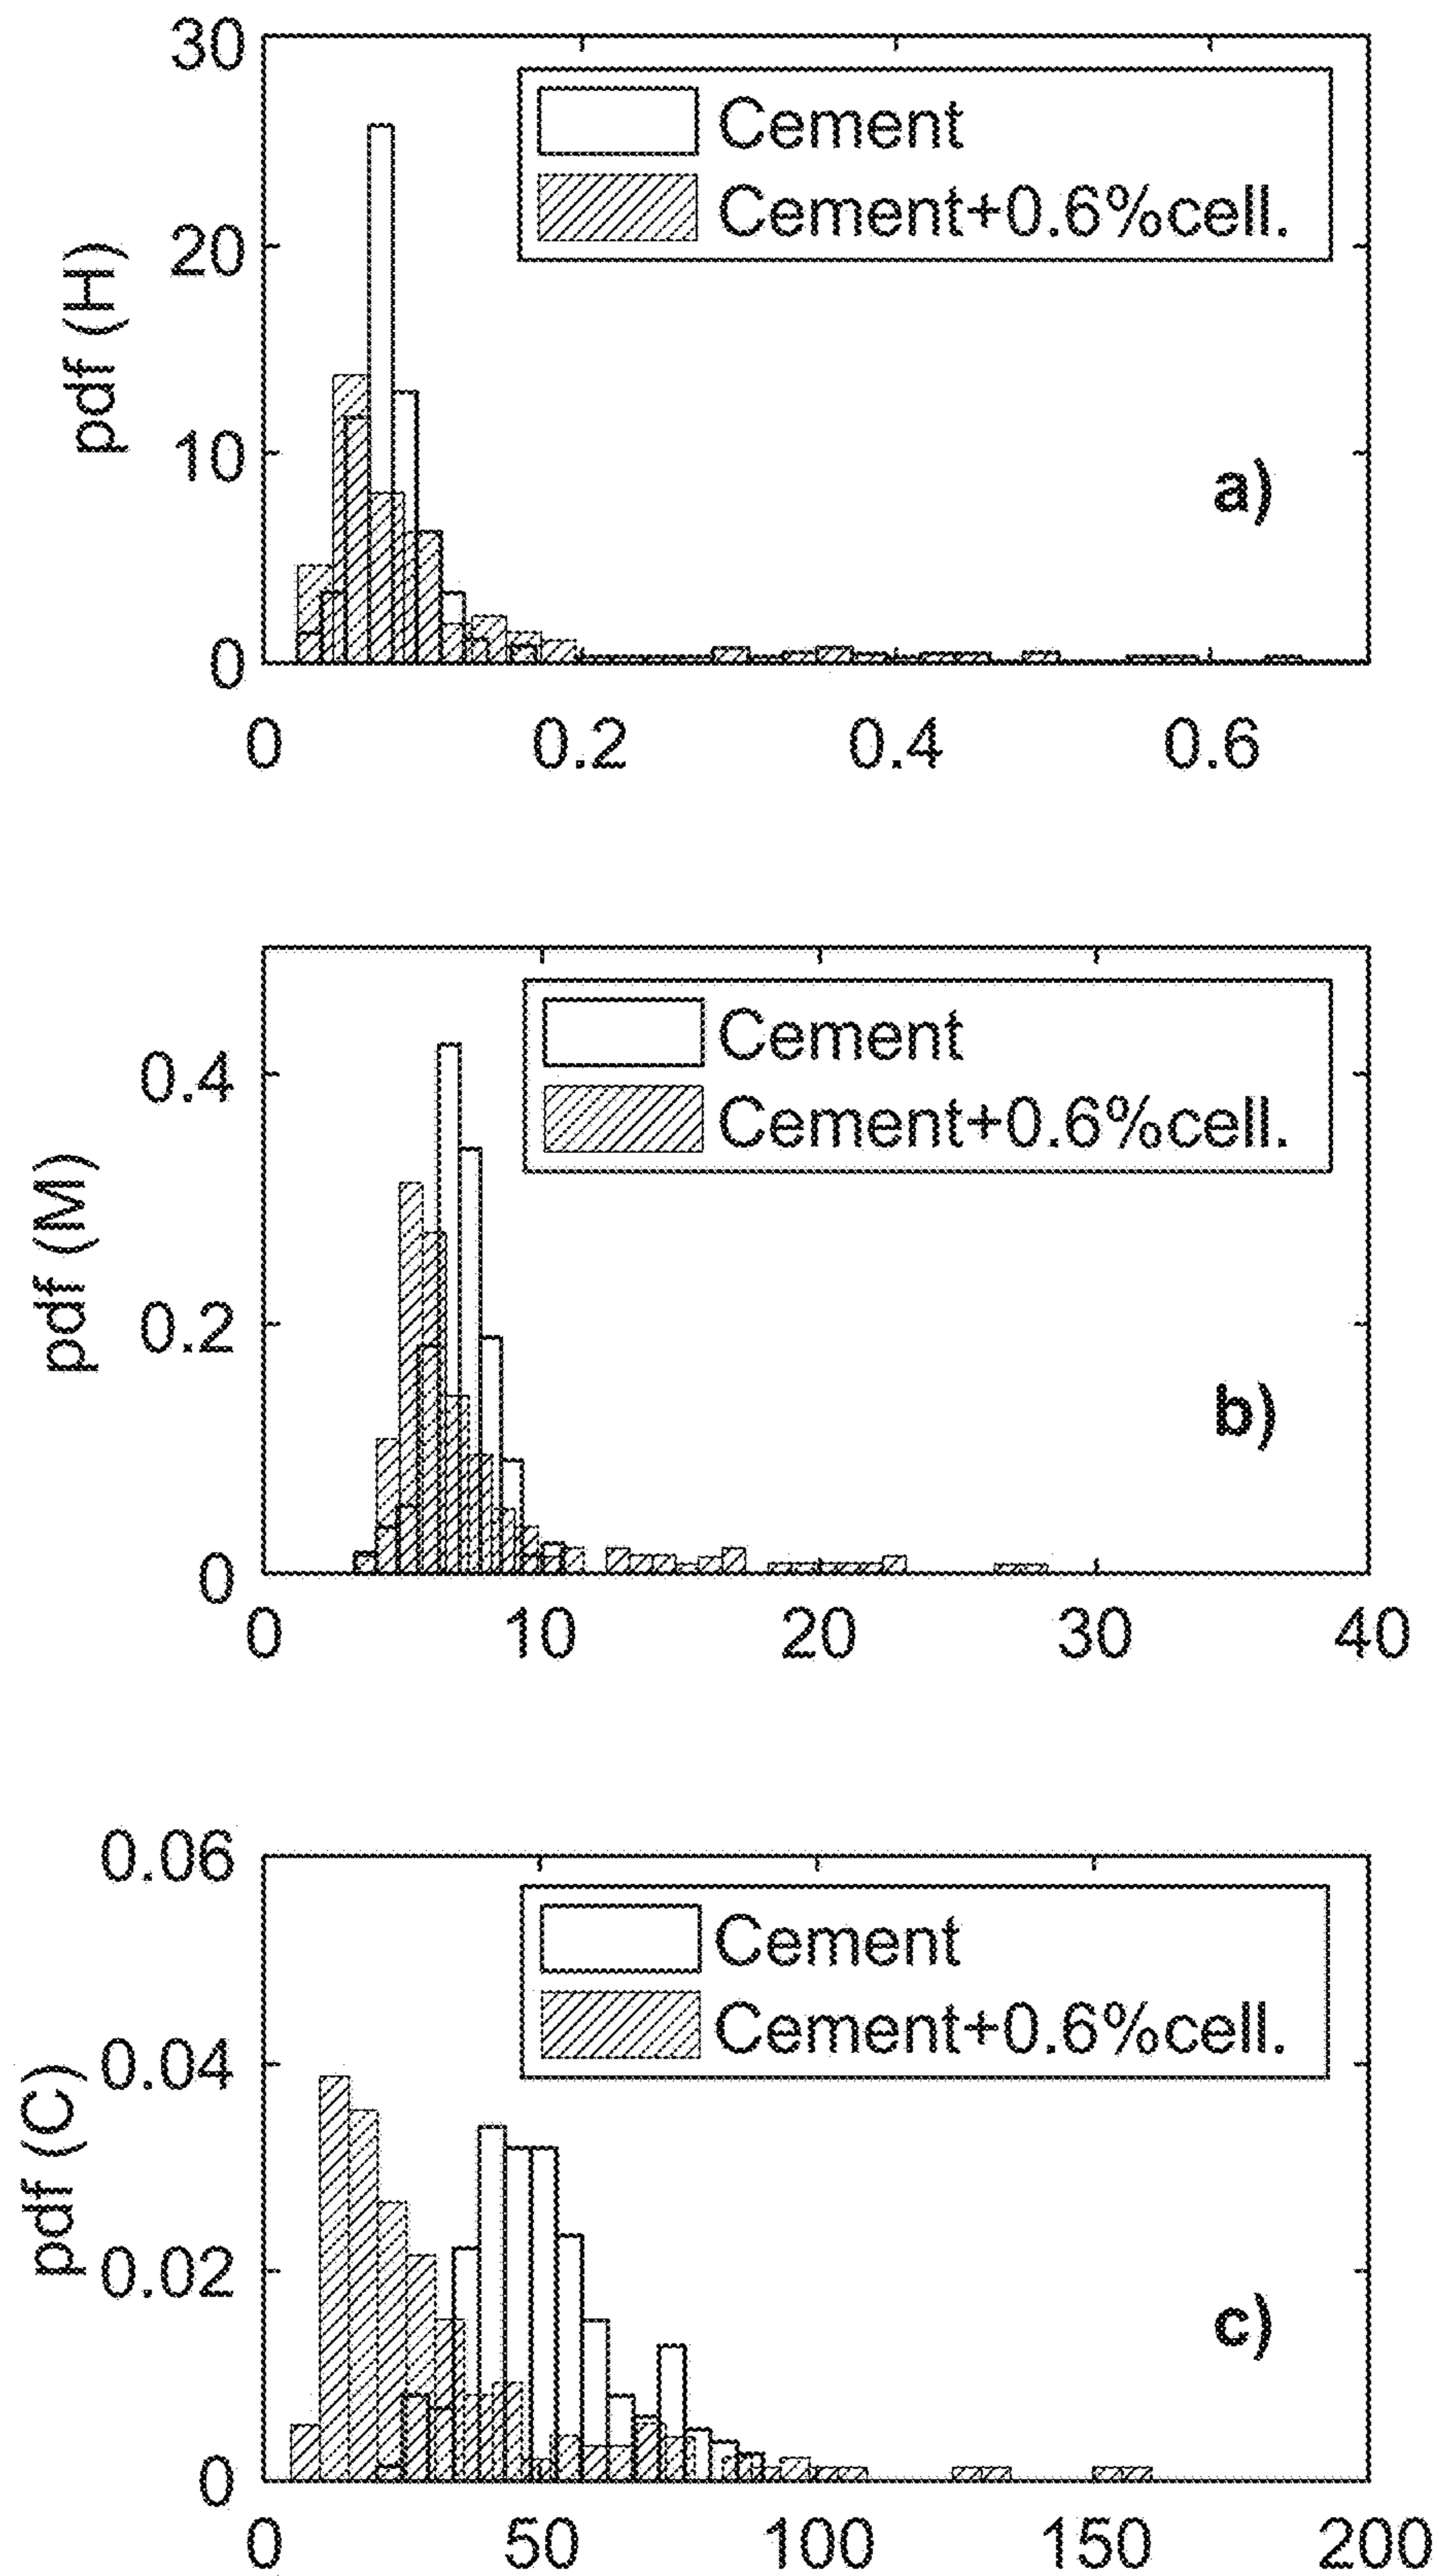 30
Cement
Cement+0.6%cell.
20
pdf (H)
10
a)
0
0 0.2 0.4 0.6
Cement
0.4
Cement+0.6%cell.
pdf (M)
0.2
b)
0
0 10 20 30 40
0.06
Cement
Cement+0.6%cell.
0.04
pdf (C)
0.02
c)
0
0 50 100 150 200